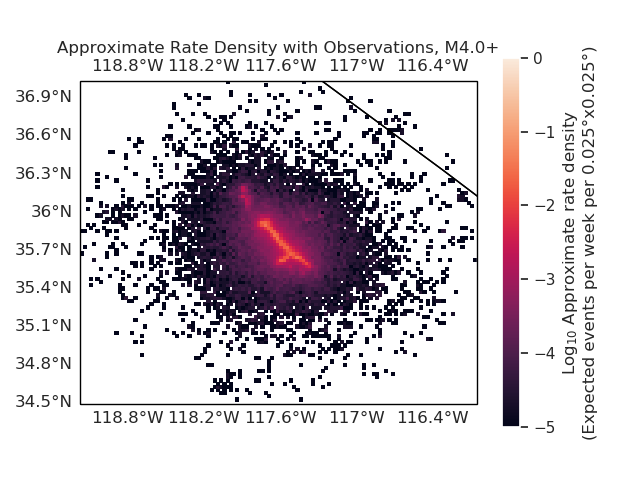 Approximate Rate Density with Observations, M4.0+
118.8°W 118.2°W 117.6°W 117°W 116.4°W
36.9°N
36.6°N
36.3°N
36°N
35.7°N
35.4°N
35.1°N
34.8°N
34.5°N
118.8°W 118.2°W 117.6°W 117°W 116.4°W
0
−1
−2
−3
−4
−5
Log₁₀ Approximate rate density
(Expected events per week per 0.025°x0.025°)